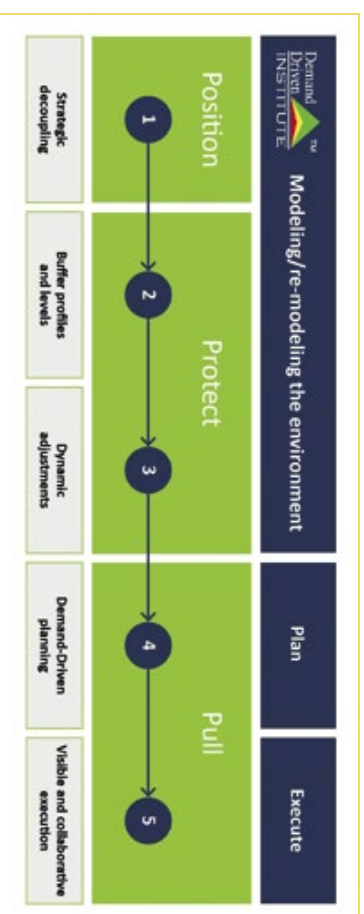 Demand
Driven
INSTITUTE
TM
Modeling/re-modeling the environment
Plan
Execute
Position
Protect
Pull
1
2
3
4
5
Strategic
decoupling
Buffer profiles
and levels
Dynamic
adjustments
Demand-Driven
planning
Visible and collaborative
execution